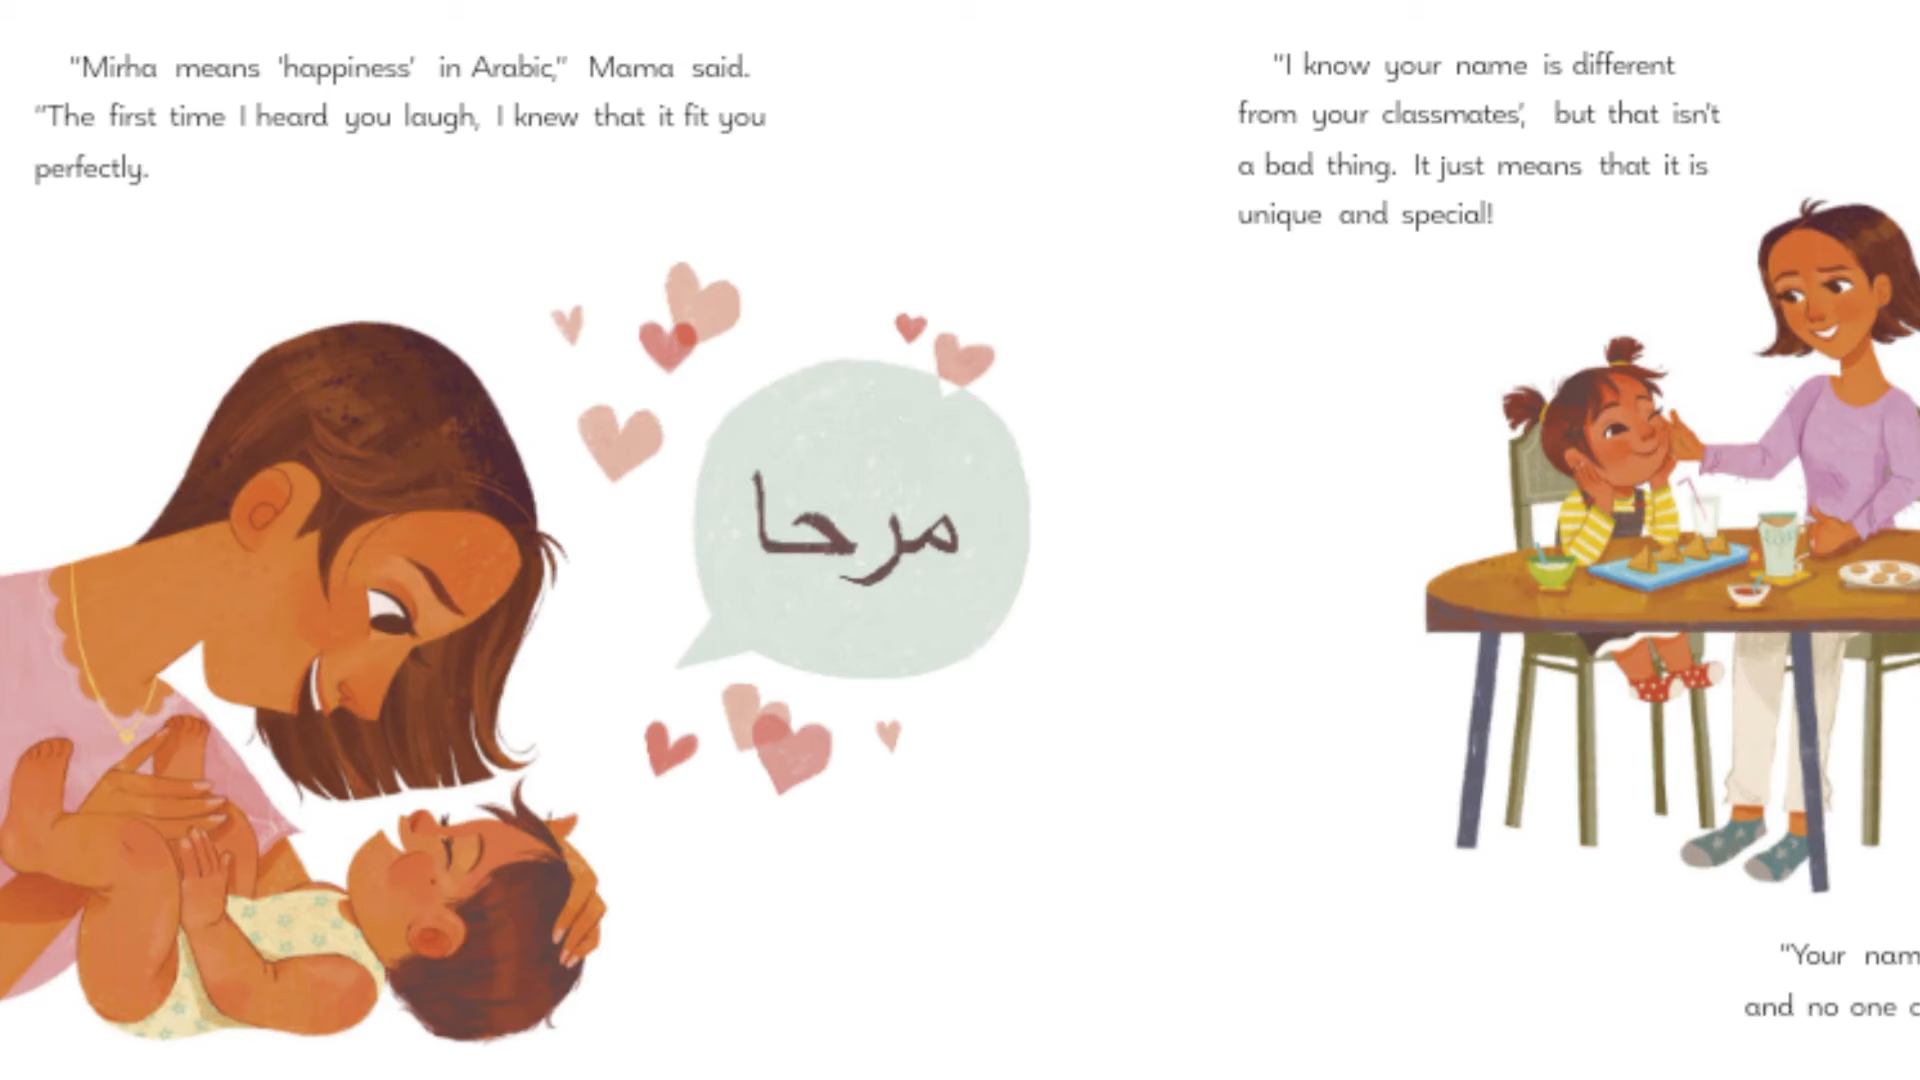 "Mirha means 'happiness' in Arabic," Mama said.
"The first time I heard you laugh, I knew that it fit you
perfectly.
مرحا
"I know your name is different
from your classmates', but that isn't
a bad thing. It just means that it is
unique and special!
"Your nam
and no one